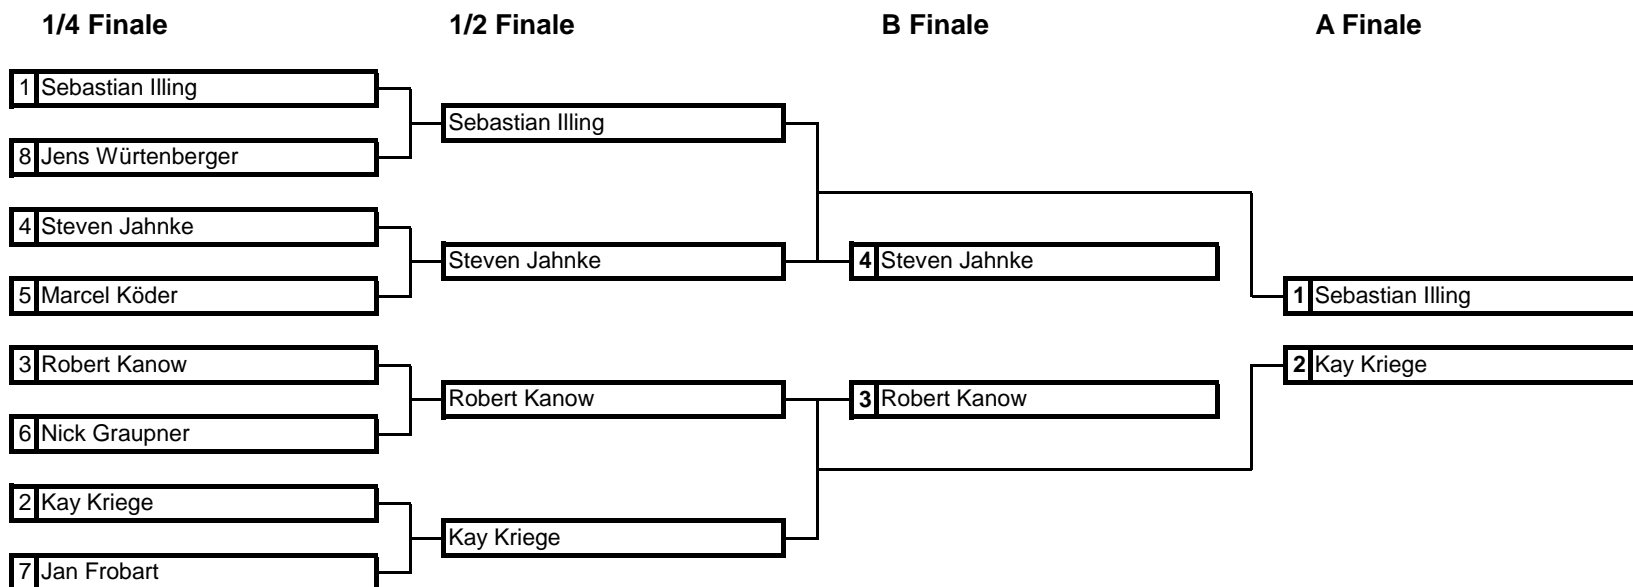 1/4 Finale
1/2 Finale
B Finale
A Finale
1 Sebastian Illing
8 Jens Würtenberger
4 Steven Jahnke
5 Marcel Köder
3 Robert Kanow
6 Nick Graupner
2 Kay Kriege
7 Jan Frobart
Sebastian Illing
Steven Jahnke
Robert Kanow
Kay Kriege
4 Steven Jahnke
3 Robert Kanow
1 Sebastian Illing
2 Kay Kriege